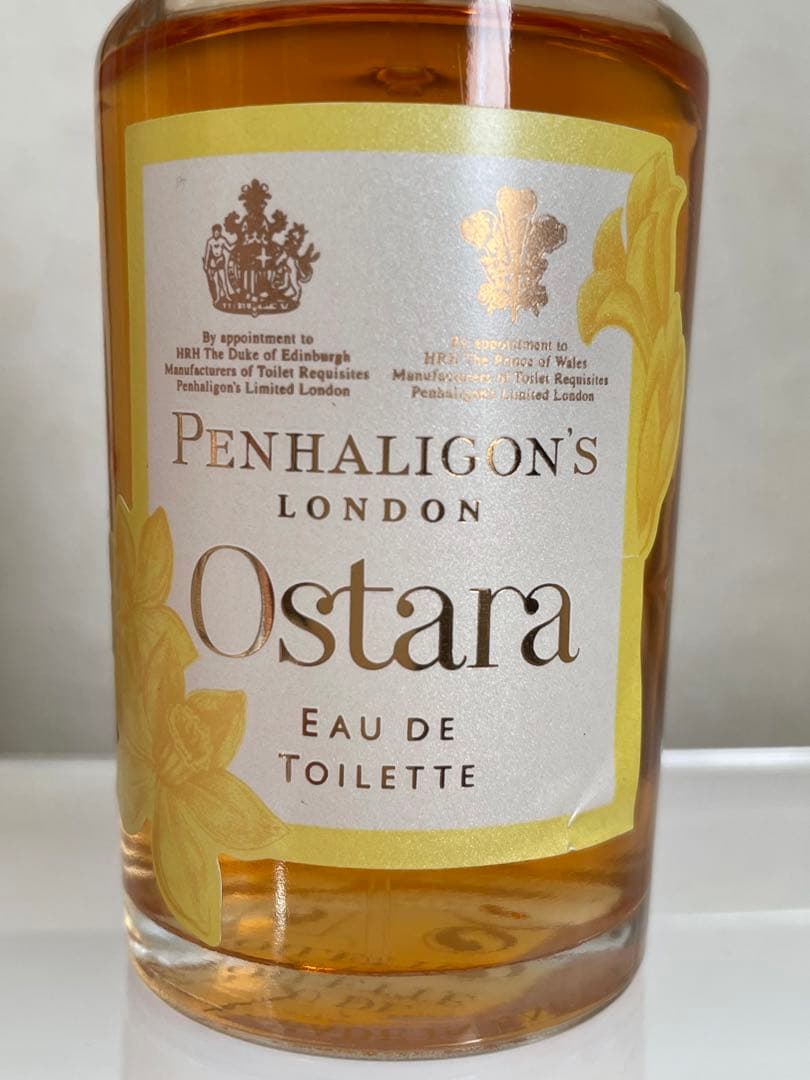 By appointment to
HRH The Duke of Edinburgh
Manufacturers of Toilet Requisites
Penhaligon's Limited London
By appointment to
HRH The Prince of Wales
Manufacturers of Toilet Requisites
Penhaligon's Limited London
PENHALIGON'S
LONDON
Ostara
EAU DE
TOILETTE